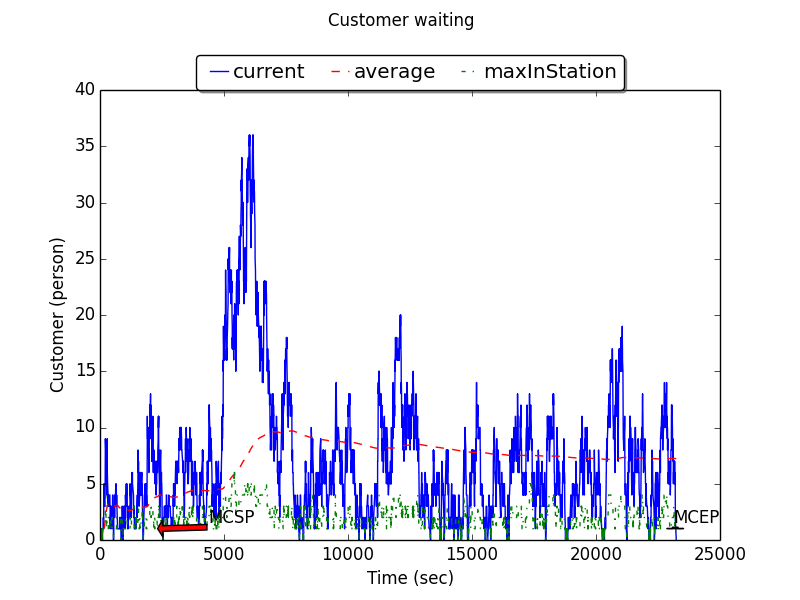 Customer waiting
current average maxInStation
40
35
30
25
20
15
10
5
0
Customer (person)
MCSP
MCEP
0 5000 10000 15000 20000 25000
Time (sec)